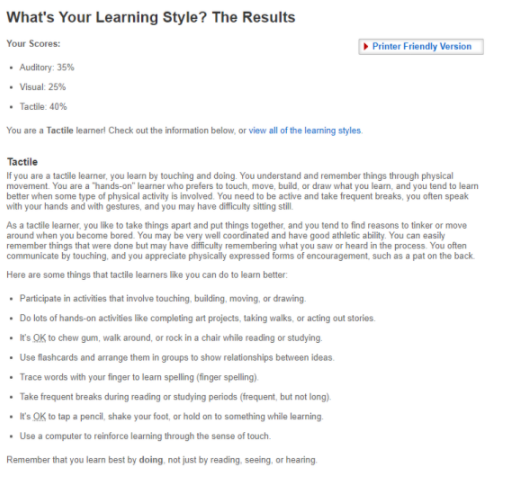 What's Your Learning Style? The Results
Your Scores:
Printer Friendly Version
• Auditory: 35%
• Visual: 25%
• Tactile: 40%
You are a Tactile learner! Check out the information below, or view all of the learning styles.
Tactile
If you are a tactile learner, you learn by touching and doing. You understand and remember things through physical
movement. You are a "hands-on" learner who prefers to touch, move, build, or draw what you learn, and you tend to learn
better when some type of physical activity is involved. You need to be active and take frequent breaks, you often speak
with your hands and with gestures, and you may have difficulty sitting still.
As a tactile learner, you like to take things apart and put things together, and you tend to find reasons to tinker or move
around when you become bored. You may be very well coordinated and have good athletic ability. You can easily
remember things that were done but may have difficulty remembering what you saw or heard in the process. You often
communicate by touching, and you appreciate physically expressed forms of encouragement, such as a pat on the back.
Here are some things that tactile learners like you can do to learn better:
• Participate in activities that involve touching, building, moving, or drawing.
• Do lots of hands-on activities like completing art projects, taking walks, or acting out stories.
• It's OK to chew gum, walk around, or rock in a chair while reading or studying.
• Use flashcards and arrange them in groups to show relationships between ideas.
• Trace words with your finger to learn spelling (finger spelling).
• Take frequent breaks during reading or studying periods (frequent, but not long).
• It's OK to tap a pencil, shake your foot, or hold on to something while learning.
• Use a computer to reinforce learning through the sense of touch.
Remember that you learn best by doing, not just by reading, seeing, or hearing.